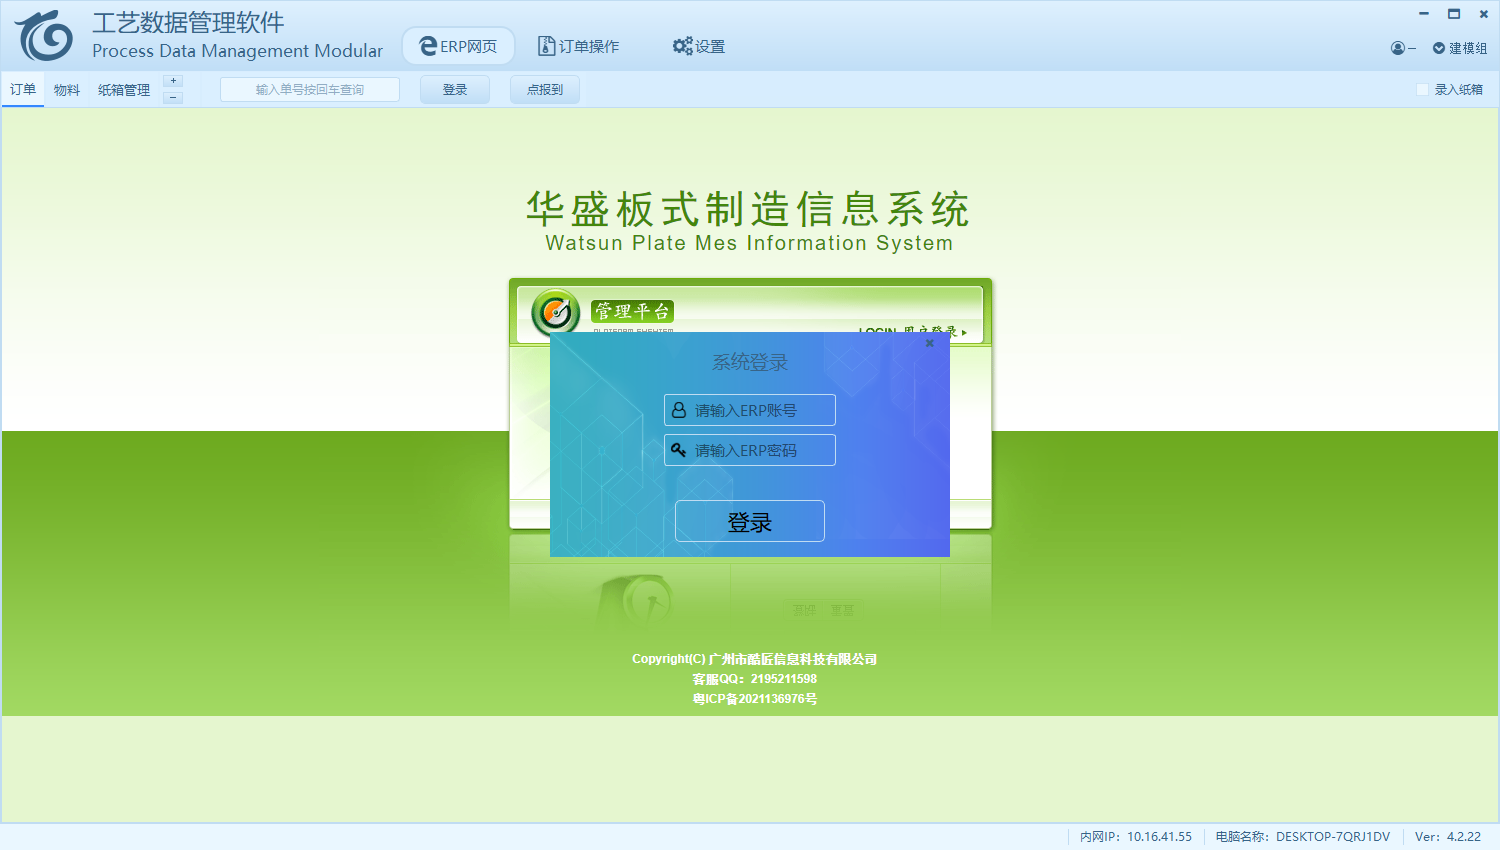 工艺数据管理软件
Process Data Management Modular
ERP网页
订单操作
设置
建模组
订单
物料
纸箱管理
输入单号按回车查询
登录
点报到
录入纸箱
华盛板式制造信息系统
Watsun Plate Mes Information System
管理平台
LOGIN 用户登录
系统登录
请输入ERP账号
请输入ERP密码
登录
Copyright(C) 广州市酷匠信息科技有限公司
客服QQ：2195211598
粤ICP备2021136976号
内网IP：10.16.41.55
电脑名称：DESKTOP-7QRJ1DV
Ver：4.2.22